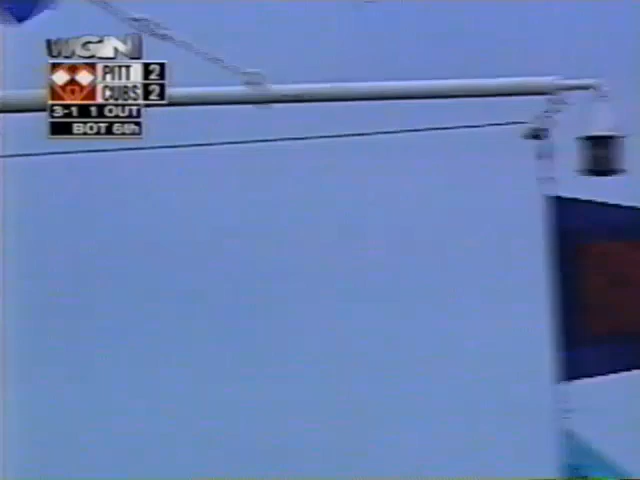 WGN
PITT 2
CUBS 2
3-1 1 OUT
BOT 6th